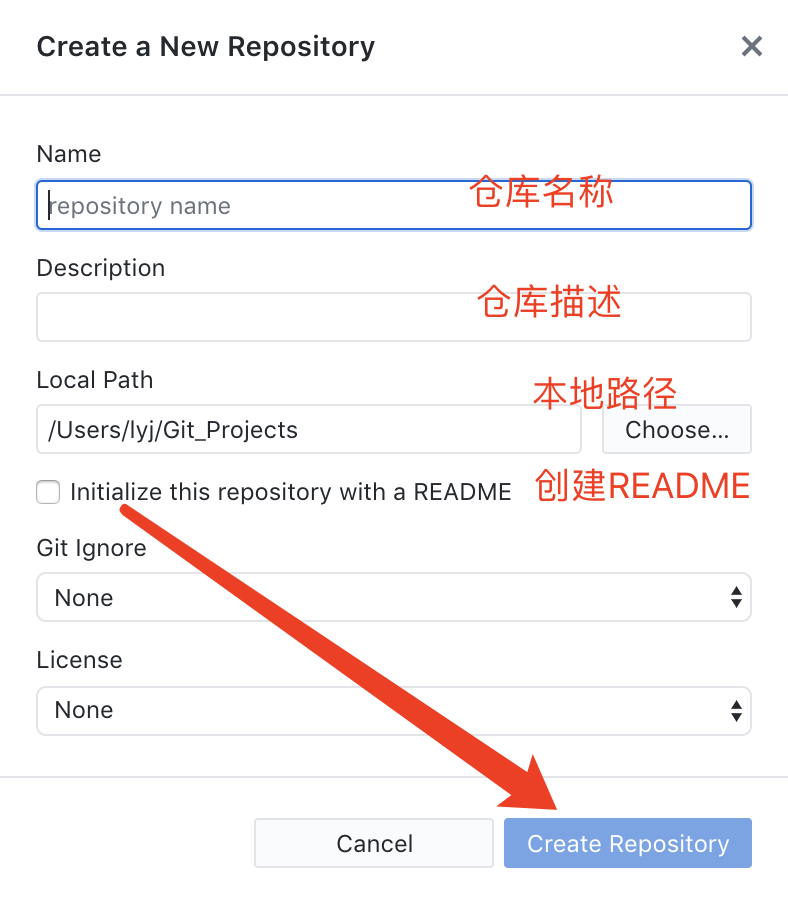 Create a New Repository
Name
repository name 仓库名称
Description
仓库描述
Local Path
本地路径
/Users/lyj/Git_Projects Choose...
Initialize this repository with a README 创建README
Git Ignore
None
License
None
Cancel Create Repository